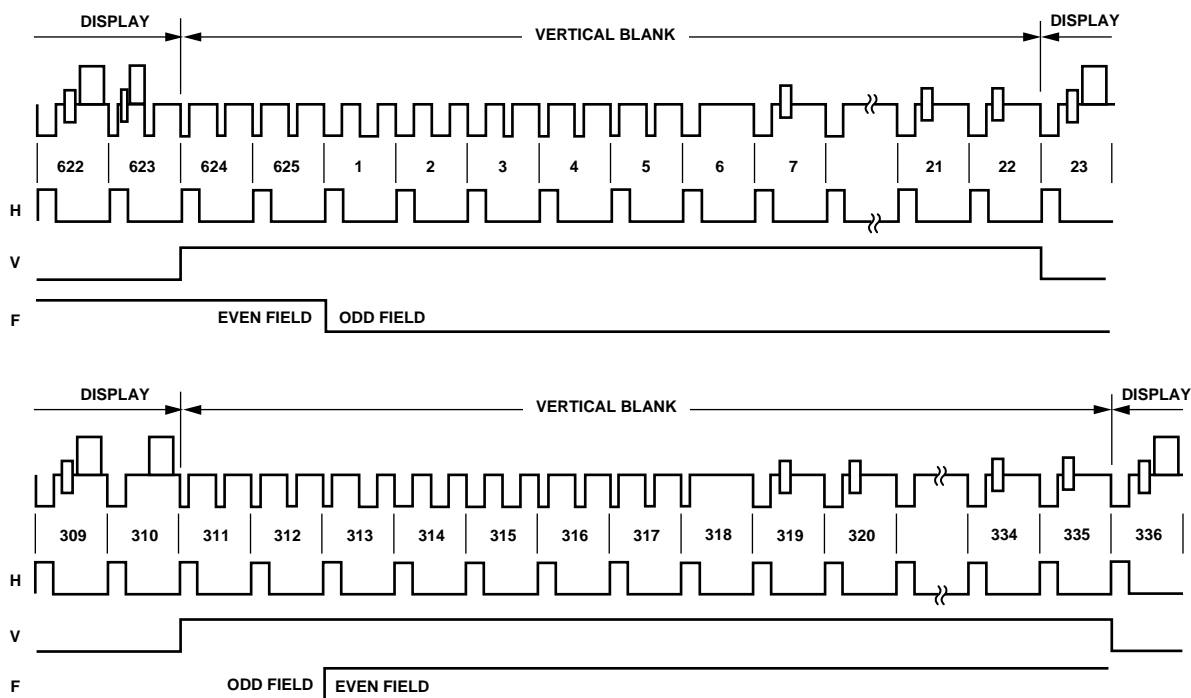 DISPLAY VERTICAL BLANK DISPLAY
622 623 624 625 1 2 3 4 5 6 7 21 22 23
H
V
F EVEN FIELD ODD FIELD
DISPLAY VERTICAL BLANK DISPLAY
309 310 311 312 313 314 315 316 317 318 319 320 334 335 336
H
V
F ODD FIELD EVEN FIELD